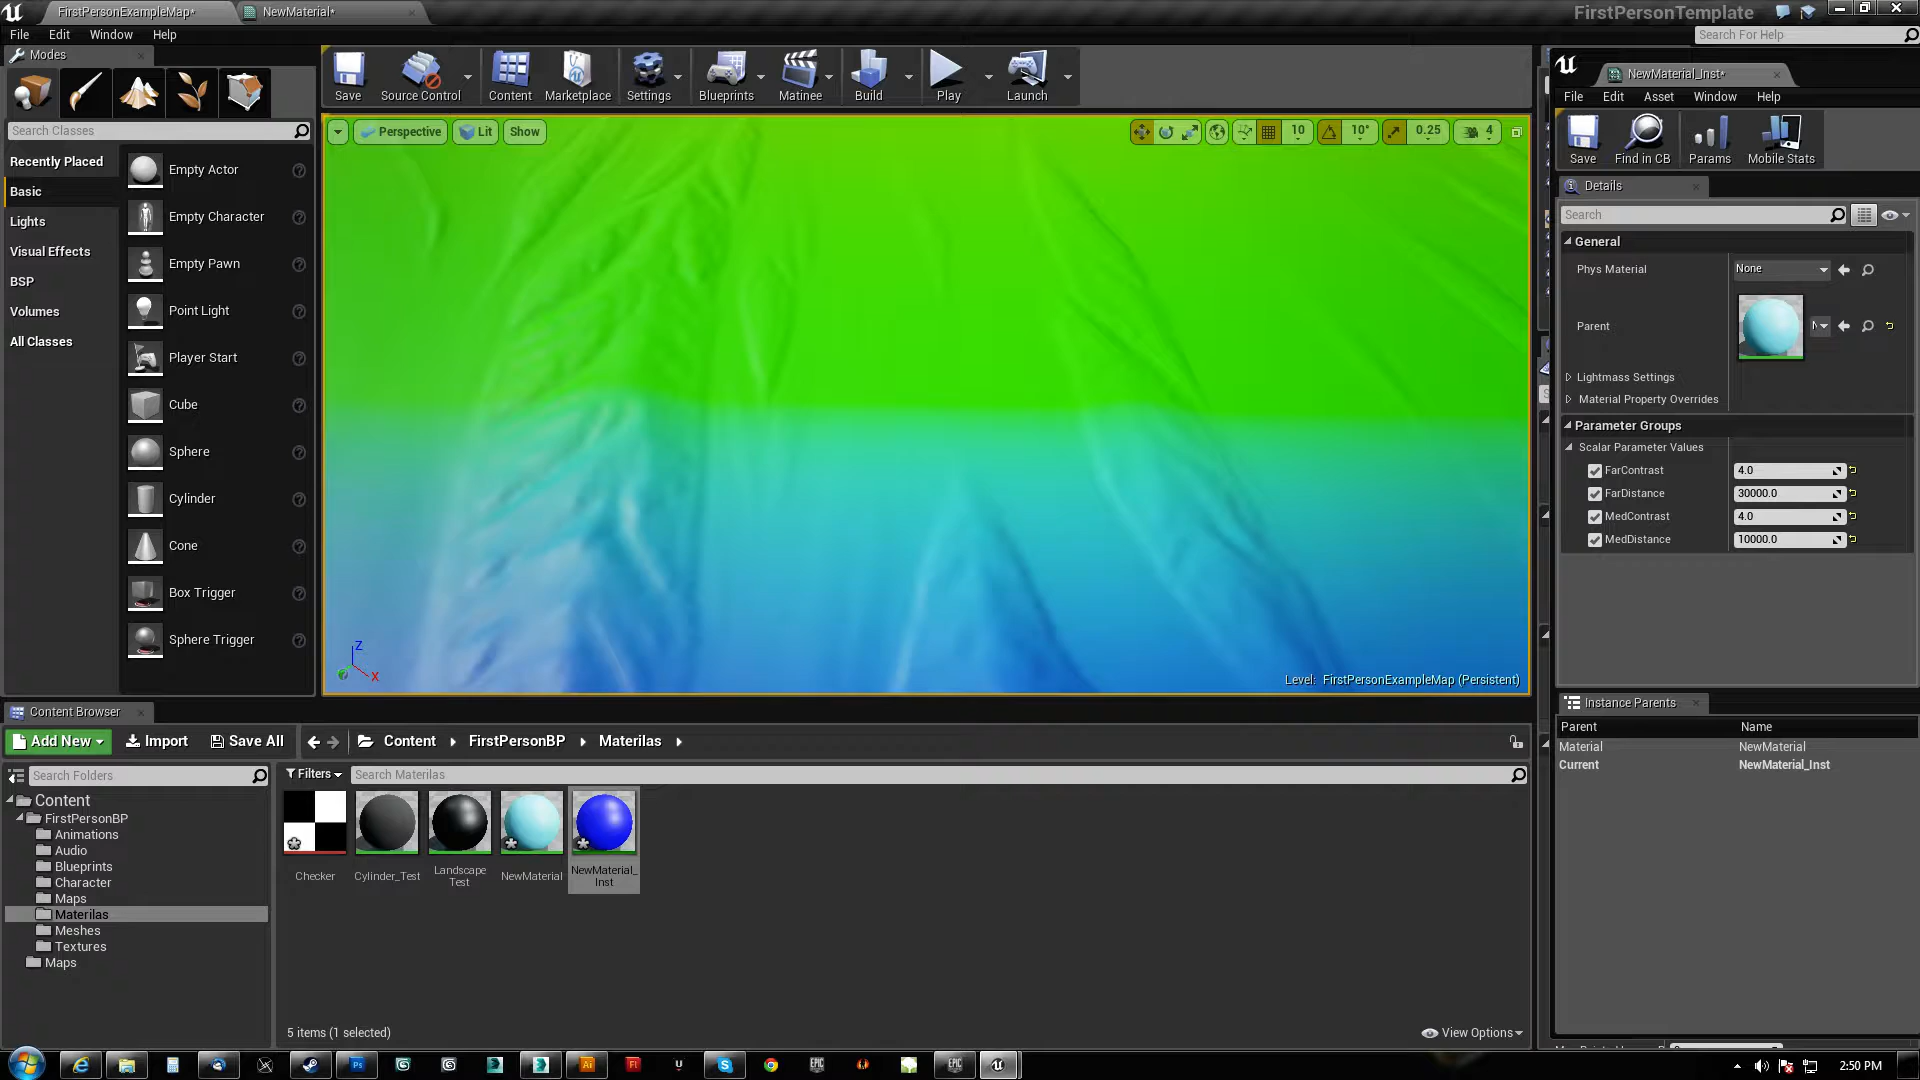 FirstPersonExampleMap*
NewMaterial*
FirstPersonTemplate
File Edit Window Help
Search For Help
Modes
Save
Source Control
Content
Marketplace
Settings
Blueprints
Matinee
Build
Play
Launch
NewMaterial_Inst*
File Edit Asset Window Help
Save
Find in CB
Params
Mobile Stats
Search Classes
Recently Placed
Basic
Lights
Visual Effects
BSP
Volumes
All Classes
Empty Actor
Empty Character
Empty Pawn
Point Light
Player Start
Cube
Sphere
Cylinder
Cone
Box Trigger
Sphere Trigger
Perspective
Lit
Show
10
10°
0.25
4
Z
X
Level: FirstPersonExampleMap (Persistent)
Details
Search
General
Phys Material
None
Parent
Lightmass Settings
Material Property Overrides
Parameter Groups
Scalar Parameter Values
FarContrast 4.0
FarDistance 30000.0
MedContrast 4.0
MedDistance 10000.0
Instance Parents
Parent Name
Material NewMaterial
Current NewMaterial_Inst
Content Browser
Add New
Import
Save All
Content
FirstPersonBP
Materilas
Search Folders
Filters
Search Materilas
Content
FirstPersonBP
Animations
Audio
Blueprints
Character
Maps
Materilas
Meshes
Textures
Maps
Checker
Cylinder_Test
Landscape
Test
NewMaterial
NewMaterial_
Inst
5 items (1 selected)
View Options
2:50 PM